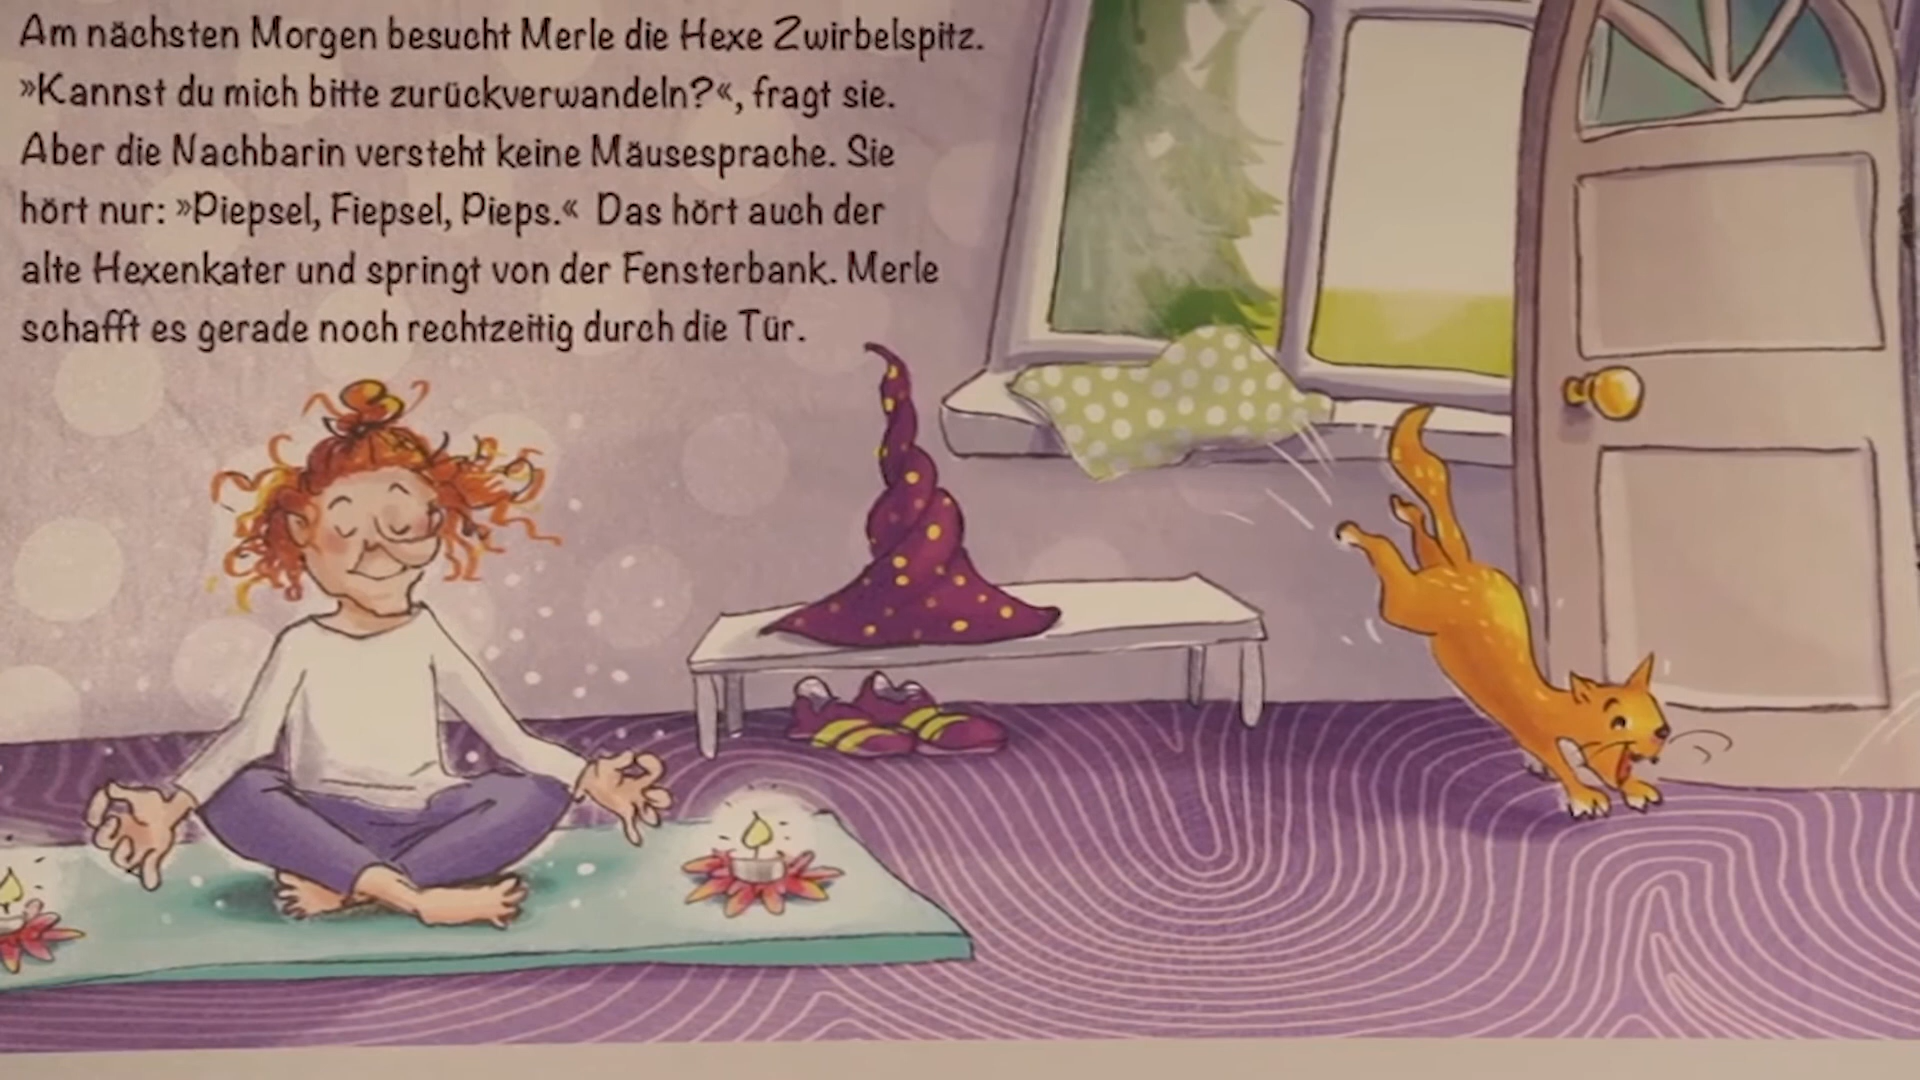 Am nächsten Morgen besucht Merle die Hexe Zwirbelspitz.
»Kannst du mich bitte zurückverwandeln?«, fragt sie.
Aber die Nachbarin versteht keine Mäusesprache. Sie
hört nur: »Piepsel, Fiepsel, Pieps.« Das hört auch der
alte Hexenkater und springt von der Fensterbank. Merle
schafft es gerade noch rechtzeitig durch die Tür.